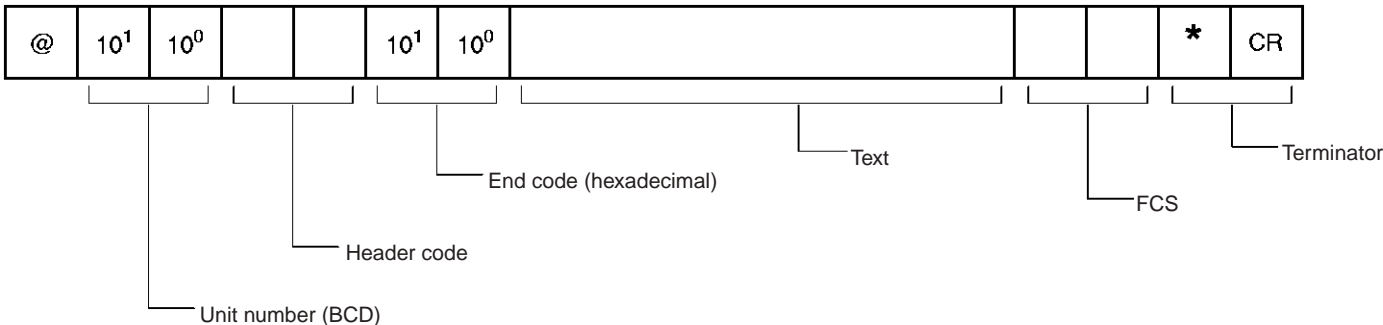 @ 10¹ 10⁰ 10¹ 10⁰ * CR
Text
Terminator
End code (hexadecimal)
FCS
Header code
Unit number (BCD)